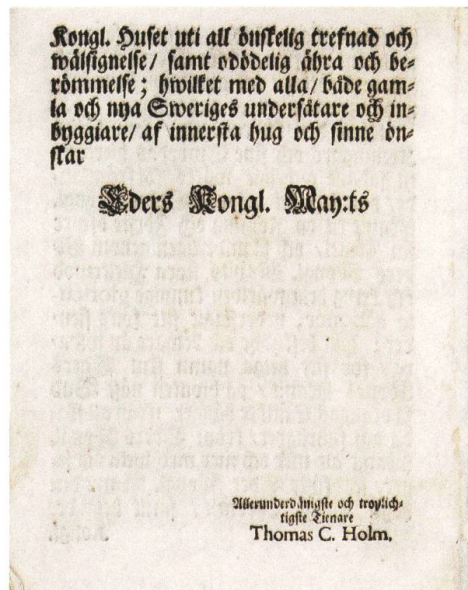 Kongl. Huset uti all önskelig trefnad och
wälsignelse/ samt odödelig ähra och be-
römmelse; hwilket med alla/ både gam-
la och nya Sweriges undersåtare och in-
byggiare/ af innersta hug och sinne ön-
skar
Eders Kongl. May:ts
Allerunderdånigste och troplich-
tigste Tienare
Thomas C. Holm.